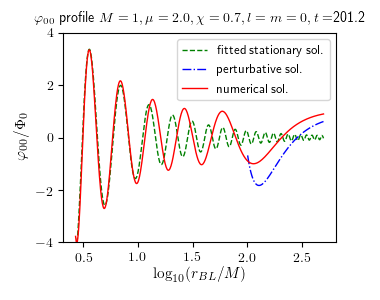 φ₀₀ profile M = 1, μ = 2.0, χ = 0.7, l = m = 0, t =201.2
fitted stationary sol.
perturbative sol.
numerical sol.
φ₀₀/Φ₀
4
2
0
−2
−4
0.5 1.0 1.5 2.0 2.5
log₁₀(r_BL/M)